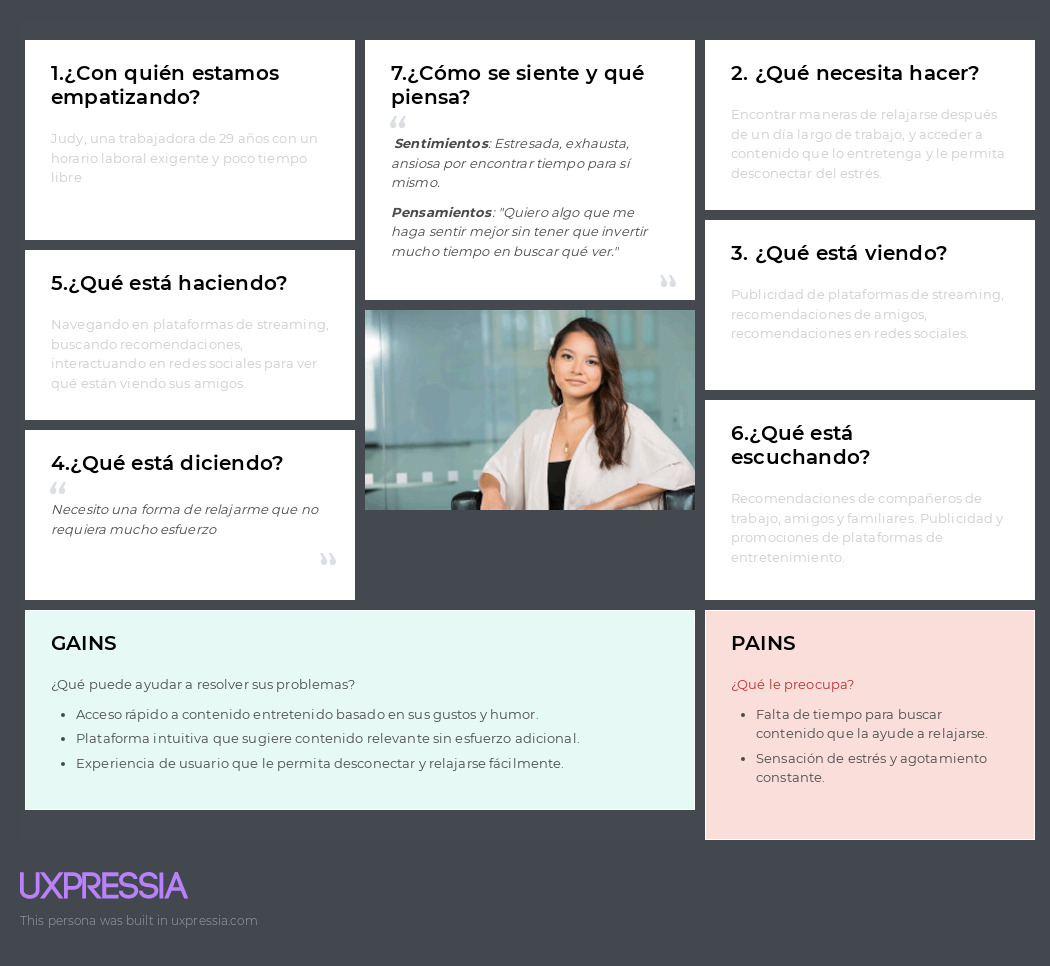 1.¿Con quién estamos
empatizando?
Judy, una trabajadora de 29 años con un
horario laboral exigente y poco tiempo
libre
5.¿Qué está haciendo?
Navegando en plataformas de streaming,
buscando recomendaciones,
interactuando en redes sociales para ver
qué están viendo sus amigos.
4.¿Qué está diciendo?
“
Necesito una forma de relajarme que no
requiera mucho esfuerzo
”
7.¿Cómo se siente y qué
piensa?
“
Sentimientos: Estresada, exhausta,
ansiosa por encontrar tiempo para sí
mismo.
Pensamientos: "Quiero algo que me
haga sentir mejor sin tener que invertir
mucho tiempo en buscar qué ver."
”
2. ¿Qué necesita hacer?
Encontrar maneras de relajarse después
de un día largo de trabajo, y acceder a
contenido que lo entretenga y le permita
desconectar del estrés.
3. ¿Qué está viendo?
Publicidad de plataformas de streaming,
recomendaciones de amigos,
recomendaciones en redes sociales.
6.¿Qué está
escuchando?
Recomendaciones de compañeros de
trabajo, amigos y familiares. Publicidad y
promociones de plataformas de
entretenimiento.
GAINS
¿Qué puede ayudar a resolver sus problemas?
• Acceso rápido a contenido entretenido basado en sus gustos y humor.
• Plataforma intuitiva que sugiere contenido relevante sin esfuerzo adicional.
• Experiencia de usuario que le permita desconectar y relajarse fácilmente.
PAINS
¿Qué le preocupa?
• Falta de tiempo para buscar
contenido que la ayude a relajarse.
• Sensación de estrés y agotamiento
constante.
UXPRESSIA
This persona was built in uxpressia.com